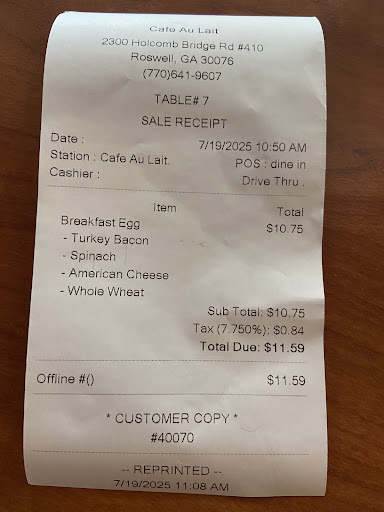 Cafe Au Lait
2300 Holcomb Bridge Rd #410
Roswell, GA 30076
(770)641-9607
TABLE# 7
SALE RECEIPT
Date : 7/19/2025 10:50 AM
Station : Cafe Au Lait. POS : dine in
Cashier : Drive Thru .
Item Total
Breakfast Egg $10.75
- Turkey Bacon
- Spinach
- American Cheese
- Whole Wheat
Sub Total: $10.75
Tax (7.750%): $0.84
Total Due: $11.59
Offline #() $11.59
* CUSTOMER COPY *
#40070
-- REPRINTED --
7/19/2025 11:08 AM